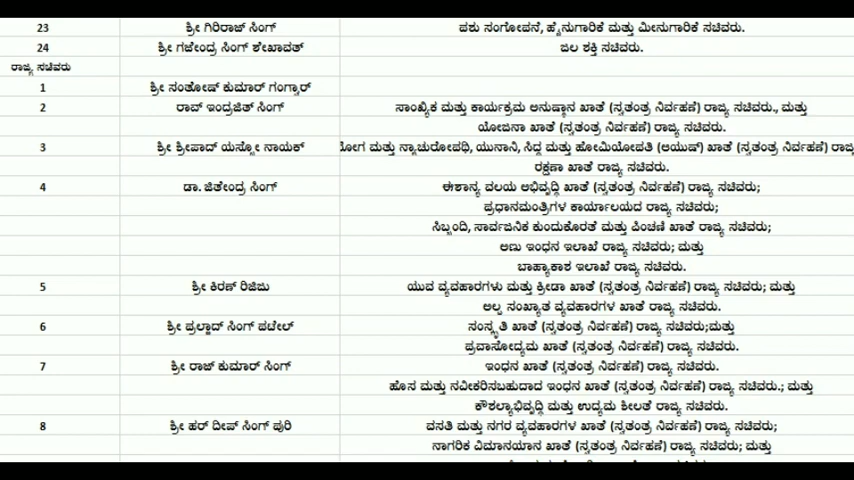 23 ಶ್ರೀ ಗಿರಿರಾಜ್ ಸಿಂಗ್ ಪಶು ಸಂಗೋಪನೆ, ಹೈನುಗಾರಿಕೆ ಮತ್ತು ಮೀನುಗಾರಿಕೆ ಸಚಿವರು.
24 ಶ್ರೀ ಗಜೇಂದ್ರ ಸಿಂಗ್ ಶೇಖಾವತ್ ಜಲ ಶಕ್ತಿ ಸಚಿವರು.
ರಾಜ್ಯ ಸಚಿವರು
1 ಶ್ರೀ ಸಂತೋಷ್ ಕುಮಾರ್ ಗಂಗ್ವಾರ್
2 ರಾವ್ ಇಂದ್ರಜಿತ್ ಸಿಂಗ್ ಸಾಂಖ್ಯಿಕ ಮತ್ತು ಕಾರ್ಯಕ್ರಮ ಅನುಷ್ಠಾನ ಖಾತೆ (ಸ್ವತಂತ್ರ ನಿರ್ವಹಣೆ) ರಾಜ್ಯ ಸಚಿವರು., ಮತ್ತು
ಯೋಜನಾ ಖಾತೆ (ಸ್ವತಂತ್ರ ನಿರ್ವಹಣೆ) ರಾಜ್ಯ ಸಚಿವರು.
3 ಶ್ರೀ ಶ್ರೀಪಾದ್ ಯಸ್ಸೋ ನಾಯಕ್ ಮತ್ತು ನ್ಯಾಚುರೋಪಥಿ, ಯುನಾನಿ, ಸಿದ್ಧ ಮತ್ತು ಹೋಮಿಯೋಪತಿ (ಆಯುಷ್) ಖಾತೆ (ಸ್ವತಂತ್ರ ನಿರ್ವಹಣೆ)
ರಕ್ಷಣಾ ಖಾತೆ ರಾಜ್ಯ ಸಚಿವರು.
4 ಡಾ. ಜಿತೇಂದ್ರ ಸಿಂಗ್ ಈಶಾನ್ಯ ವಲಯ ಅಭಿವೃದ್ಧಿ ಖಾತೆ (ಸ್ವತಂತ್ರ ನಿರ್ವಹಣೆ) ರಾಜ್ಯ ಸಚಿವರು;
ಪ್ರಧಾನಮಂತ್ರಿಗಳ ಕಾರ್ಯಾಲಯದ ರಾಜ್ಯ ಸಚಿವರು;
ಸಿಬ್ಬಂದಿ, ಸಾರ್ವಜನಿಕ ಕುಂದುಕೊರತೆ ಮತ್ತು ಪಿಂಚಣಿ ಖಾತೆ ರಾಜ್ಯ ಸಚಿವರು;
ಅಣು ಇಂಧನ ಇಲಾಖೆ ರಾಜ್ಯ ಸಚಿವರು; ಮತ್ತು
ಬಾಹ್ಯಾಕಾಶ ಇಲಾಖೆ ರಾಜ್ಯ ಸಚಿವರು.
5 ಶ್ರೀ ಕಿರಣ್ ರಿಜಿಜು ಯುವ ವ್ಯವಹಾರಗಳು ಮತ್ತು ಕ್ರೀಡಾ ಖಾತೆ (ಸ್ವತಂತ್ರ ನಿರ್ವಹಣೆ) ರಾಜ್ಯ ಸಚಿವರು; ಮತ್ತು
ಅಲ್ಪ ಸಂಖ್ಯಾತ ವ್ಯವಹಾರಗಳ ಖಾತೆ ರಾಜ್ಯ ಸಚಿವರು.
6 ಶ್ರೀ ಪ್ರಲ್ಹಾದ್ ಸಿಂಗ್ ಪಟೇಲ್ ಸಂಸ್ಕೃತಿ ಖಾತೆ (ಸ್ವತಂತ್ರ ನಿರ್ವಹಣೆ) ರಾಜ್ಯ ಸಚಿವರು;ಮತ್ತು
ಪ್ರವಾಸೋದ್ಯಮ ಖಾತೆ (ಸ್ವತಂತ್ರ ನಿರ್ವಹಣೆ) ರಾಜ್ಯ ಸಚಿವರು.
7 ಶ್ರೀ ರಾಜ್ ಕುಮಾರ್ ಸಿಂಗ್ ಇಂಧನ ಖಾತೆ (ಸ್ವತಂತ್ರ ನಿರ್ವಹಣೆ) ರಾಜ್ಯ ಸಚಿವರು.
ಹೊಸ ಮತ್ತು ನವೀಕರಿಸಬಹುದಾದ ಇಂಧನ ಖಾತೆ (ಸ್ವತಂತ್ರ ನಿರ್ವಹಣೆ) ರಾಜ್ಯ ಸಚಿವರು.; ಮತ್ತು
ಕೌಶಲ್ಯಾಭಿವೃದ್ಧಿ ಮತ್ತು ಉದ್ಯಮ ಶೀಲತೆ ರಾಜ್ಯ ಸಚಿವರು.
8 ಶ್ರೀ ಹರ್ ದೀಪ್ ಸಿಂಗ್ ಪುರಿ ವಸತಿ ಮತ್ತು ನಗರ ವ್ಯವಹಾರಗಳ ಖಾತೆ (ಸ್ವತಂತ್ರ ನಿರ್ವಹಣೆ) ರಾಜ್ಯ ಸಚಿವರು;
ನಾಗರಿಕ ವಿಮಾನಯಾನ ಖಾತೆ (ಸ್ವತಂತ್ರ ನಿರ್ವಹಣೆ) ರಾಜ್ಯ ಸಚಿವರು; ಮತ್ತು